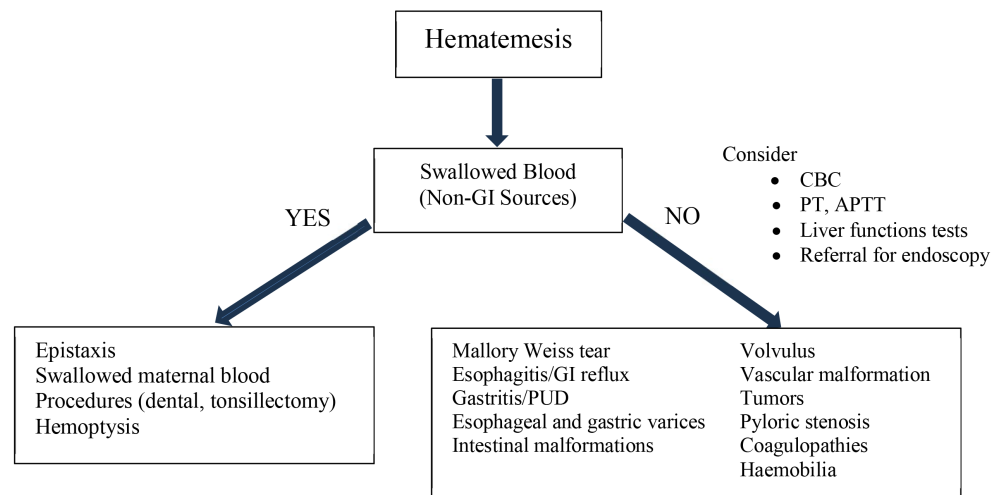 Hematemesis
Swallowed Blood
(Non-GI Sources)
Consider
• CBC
• PT, APTT
• Liver functions tests
• Referral for endoscopy
YES
NO
Epistaxis
Swallowed maternal blood
Procedures (dental, tonsillectomy)
Hemoptysis
Mallory Weiss tear
Esophagitis/GI reflux
Gastritis/PUD
Esophageal and gastric varices
Intestinal malformations
Volvulus
Vascular malformation
Tumors
Pyloric stenosis
Coagulopathies
Haemobilia